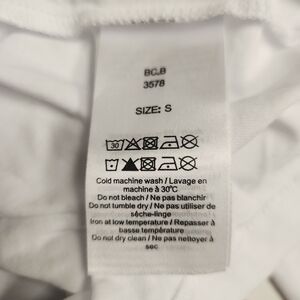 BC.B
3578
SIZE: S
30
Cold machine wash / Lavage en
machine à 30°C
Do not bleach / Ne pas blanchir
Do not tumble dry / Ne pas utiliser de
sèche-linge
Iron at low temperature / Repasser à
basse température
Do not dry clean / Ne pas nettoyer à
sec